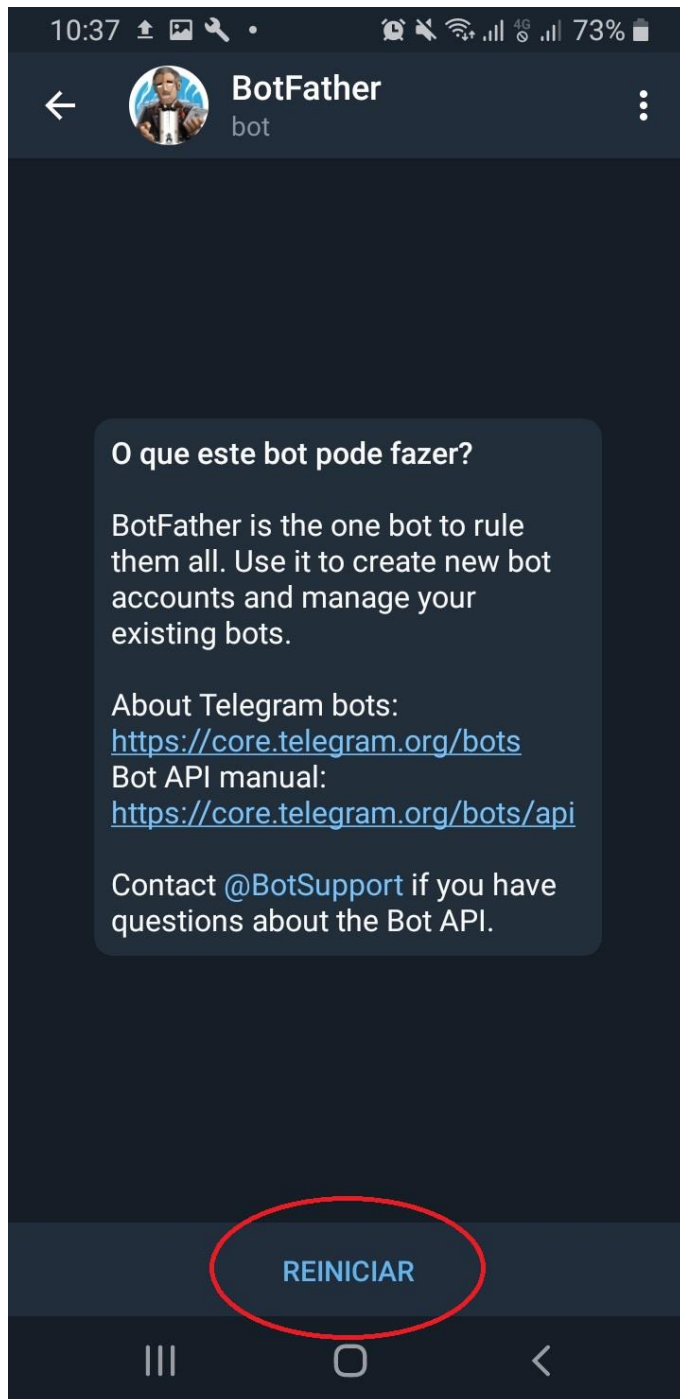 10:37
4G
73%
BotFather
bot
O que este bot pode fazer?
BotFather is the one bot to rule
them all. Use it to create new bot
accounts and manage your
existing bots.
About Telegram bots:
https://core.telegram.org/bots
Bot API manual:
https://core.telegram.org/bots/api
Contact @BotSupport if you have
questions about the Bot API.
REINICIAR